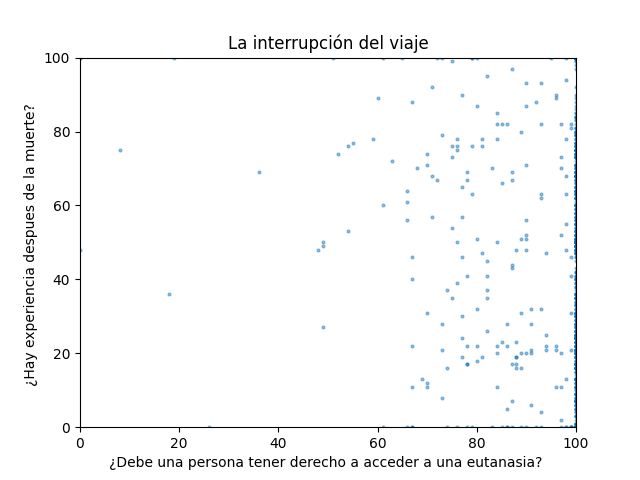 La interrupción del viaje
¿Hay experiencia despues de la muerte?
100
80
60
40
20
0
0 20 40 60 80 100
¿Debe una persona tener derecho a acceder a una eutanasia?